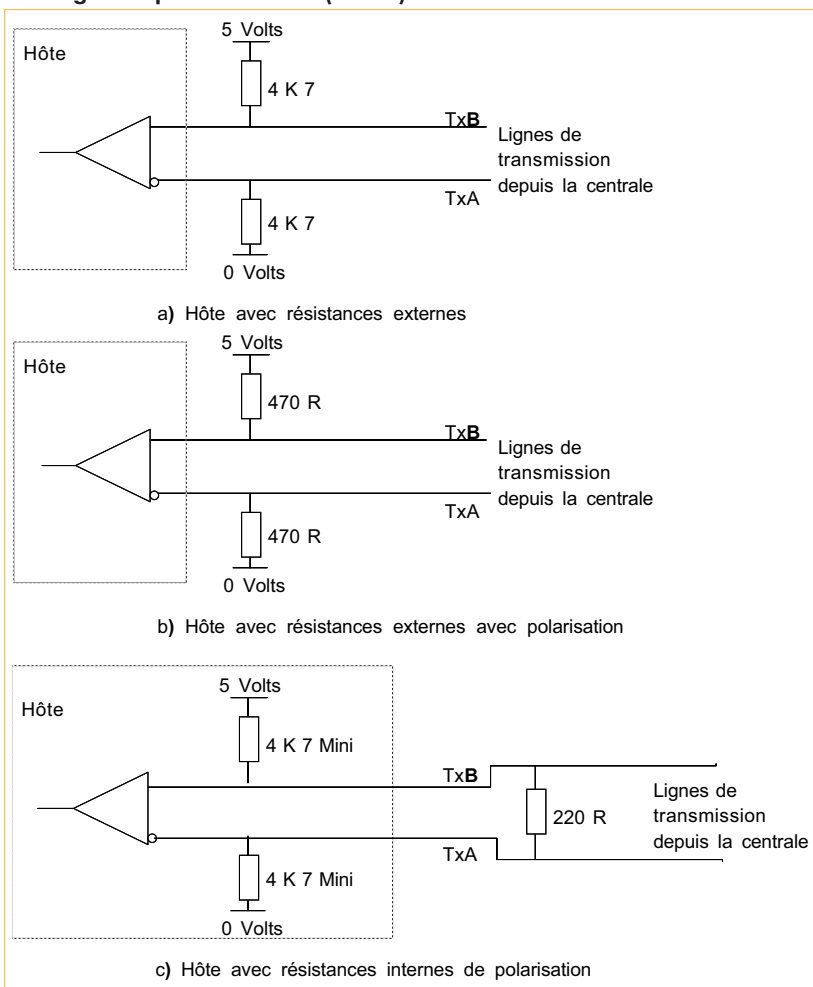 5 Volts
Hôte
4 K 7
TxB
Lignes de
transmission
depuis la centrale
TxA
4 K 7
0 Volts
a) Hôte avec résistances externes
5 Volts
Hôte
470 R
TxB
Lignes de
transmission
depuis la centrale
TxA
470 R
0 Volts
b) Hôte avec résistances externes avec polarisation
5 Volts
Hôte
4 K 7 Mini
TxB
Lignes de
transmission
depuis la centrale
220 R
TxA
4 K 7 Mini
0 Volts
c) Hôte avec résistances internes de polarisation